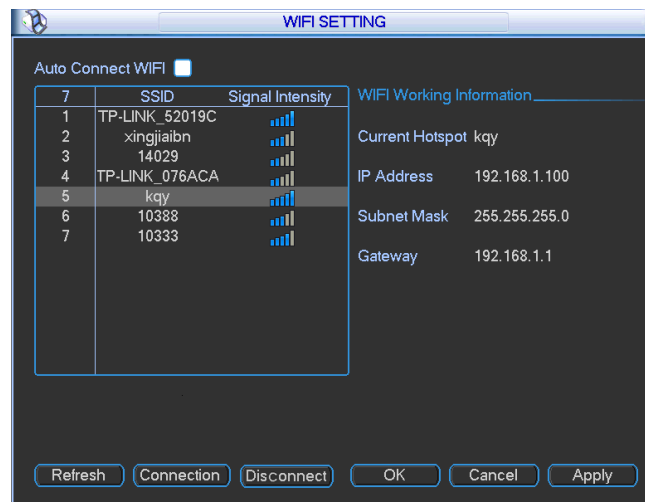 WIFI SETTING
Auto Connect WIFI
7 SSID Signal Intensity
1 TP-LINK_52019C
2 xingjiaibn
3 14029
4 TP-LINK_076ACA
5 kqy
6 10388
7 10333
WIFI Working Information
Current Hotspot kqy
IP Address 192.168.1.100
Subnet Mask 255.255.255.0
Gateway 192.168.1.1
Refresh Connection Disconnect OK Cancel Apply